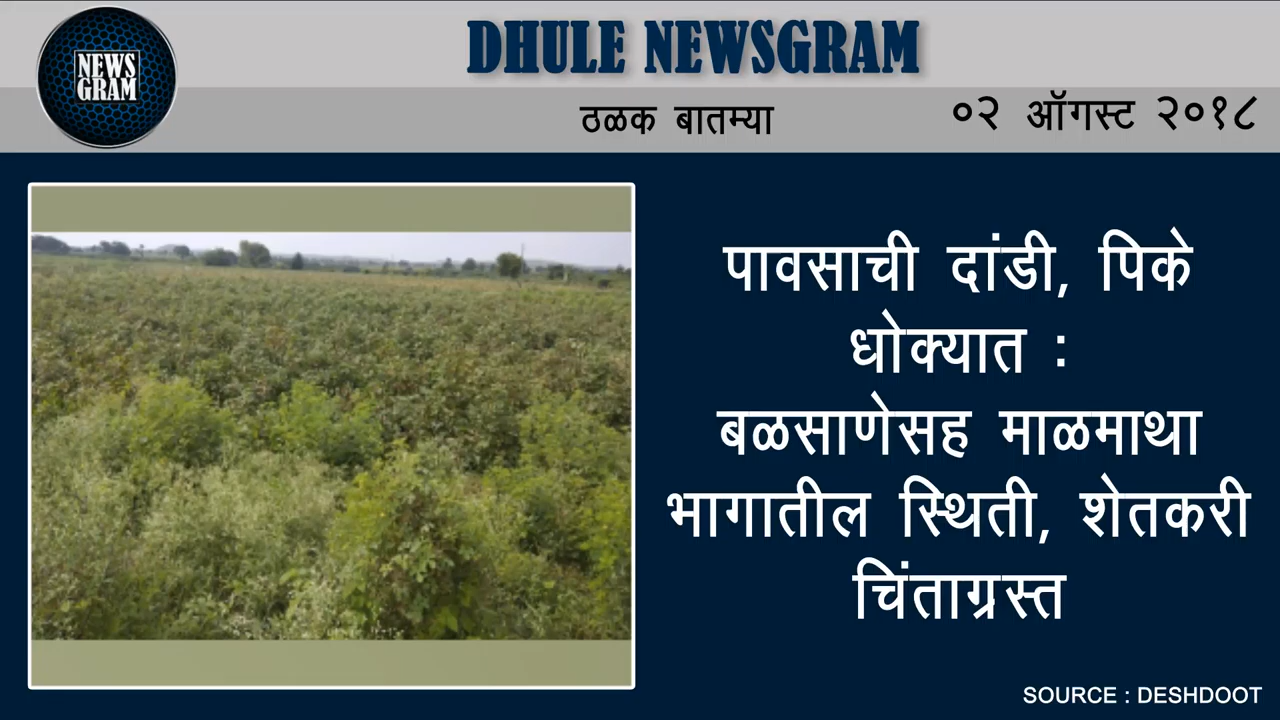 NEWS
GRAM
DHULE NEWSGRAM
ठळक बातम्या
०२ ऑगस्ट २०१८
पावसाची दांडी, पिके
धोक्यात :
बळसाणेसह माळमाथा
भागातील स्थिती, शेतकरी
चिंताग्रस्त
SOURCE : DESHDOOT